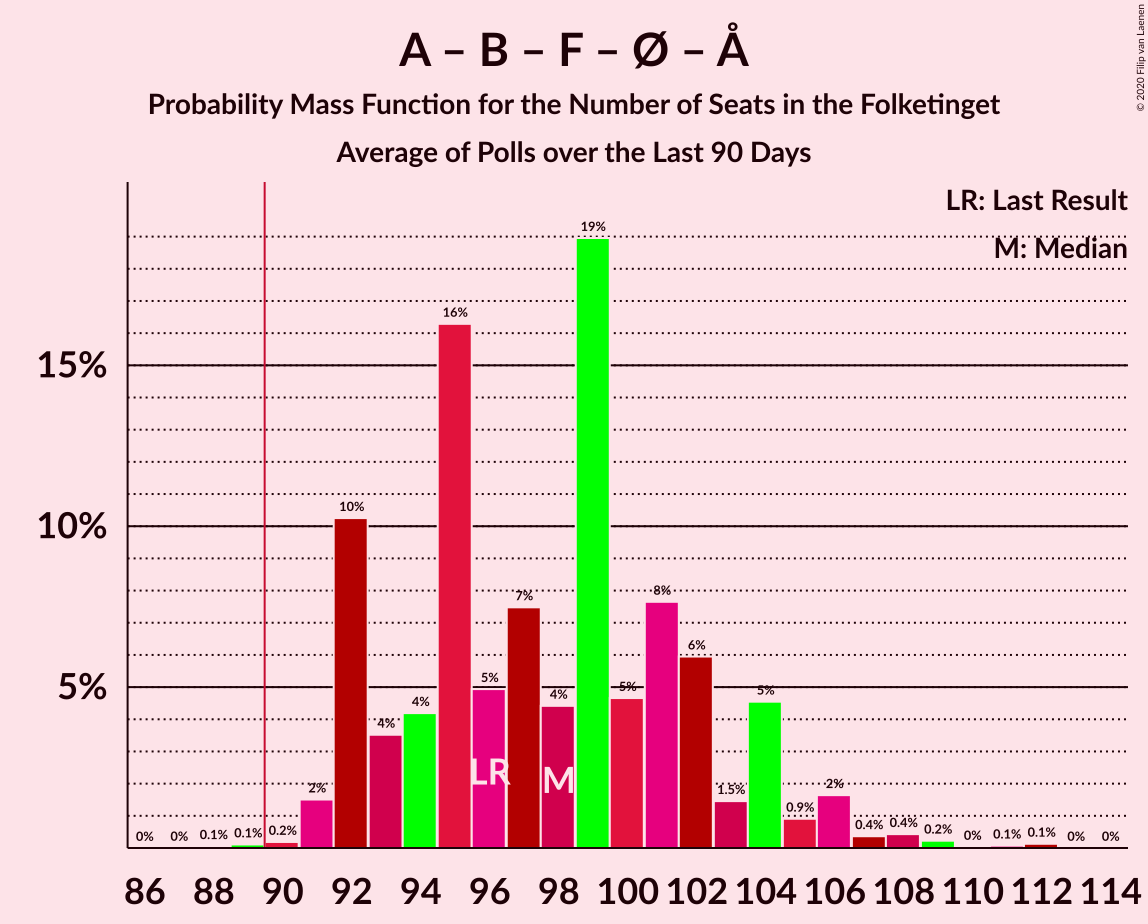 A – B – F – Ø – Å
Probability Mass Function for the Number of Seats in the Folketinget
Average of Polls over the Last 90 Days
© 2020 Filip van Laenen
LR: Last Result
M: Median
15%
10%
5%
0% 0% 0.1% 0.1% 0.2% 2% 10% 4% 4% 16% 5% 7% 4% 19% 5% 8% 6% 1.5% 5% 0.9% 2% 0.4% 0.4% 0.2% 0% 0.1% 0.1% 0% 0%
LR M
86 88 90 92 94 96 98 100 102 104 106 108 110 112 114